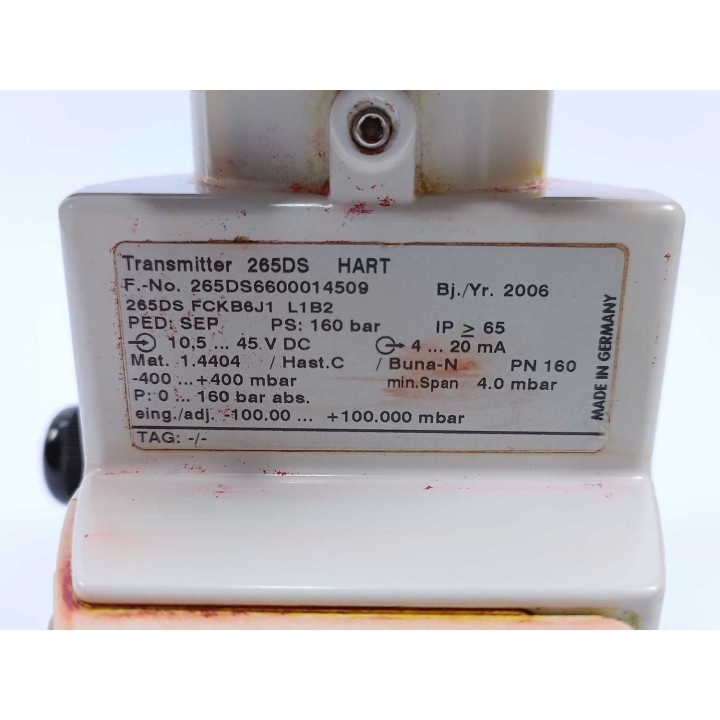 Transmitter 265DS HART
F.-No. 265DS6600014509 Bj./Yr. 2006
265DS FCKB6J1 L1B2
PED: SEP PS: 160 bar IP ≥ 65
10,5 ... 45.V DC 4 ... 20 mA
Mat. 1.4404 / Hast.C / Buna-N PN 160
-400 ... +400 mbar min.Span 4.0 mbar
P: 0 ... 160 bar abs.
eing./adj. -100.00 ... +100.000 mbar
TAG: -/-
MADE IN GERMANY